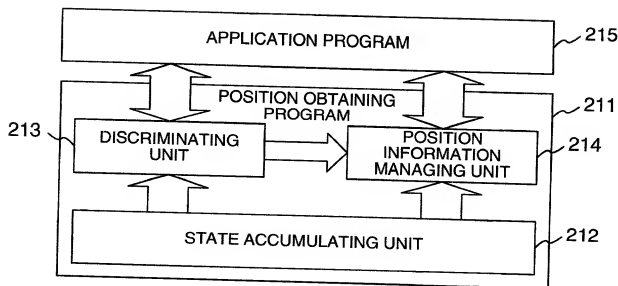 APPLICATION PROGRAM
215
POSITION OBTAINING
PROGRAM
211
213
DISCRIMINATING
UNIT
POSITION
INFORMATION
MANAGING UNIT
214
STATE ACCUMULATING UNIT
212